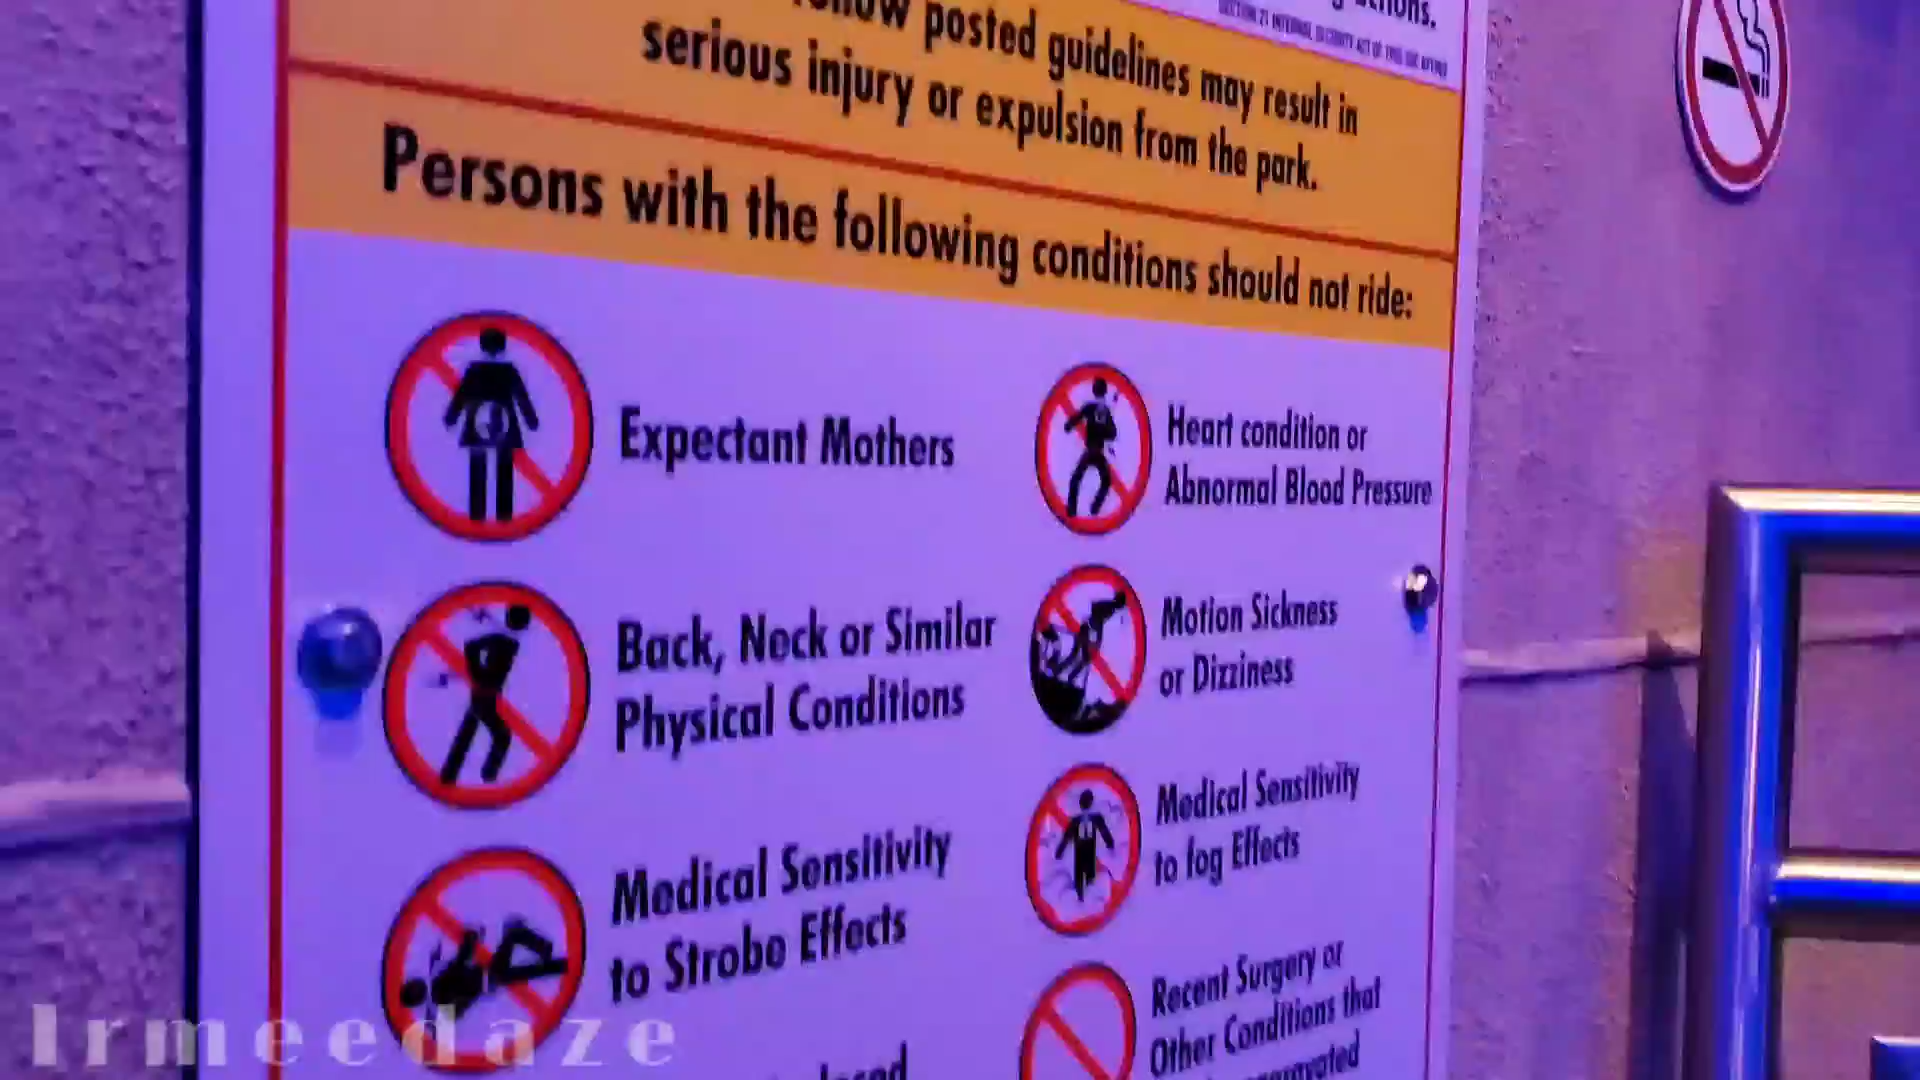 posted guidelines may result in
serious injury or expulsion from the park.
Persons with the following conditions should not ride:
Expectant Mothers
Heart condition or
Abnormal Blood Pressure
Back, Neck or Similar
Physical Conditions
Motion Sickness
or Dizziness
Medical Sensitivity
to Strobe Effects
Medical Sensitivity
to fog Effects
Recent Surgery or
Other Conditions that
Irmeedaze